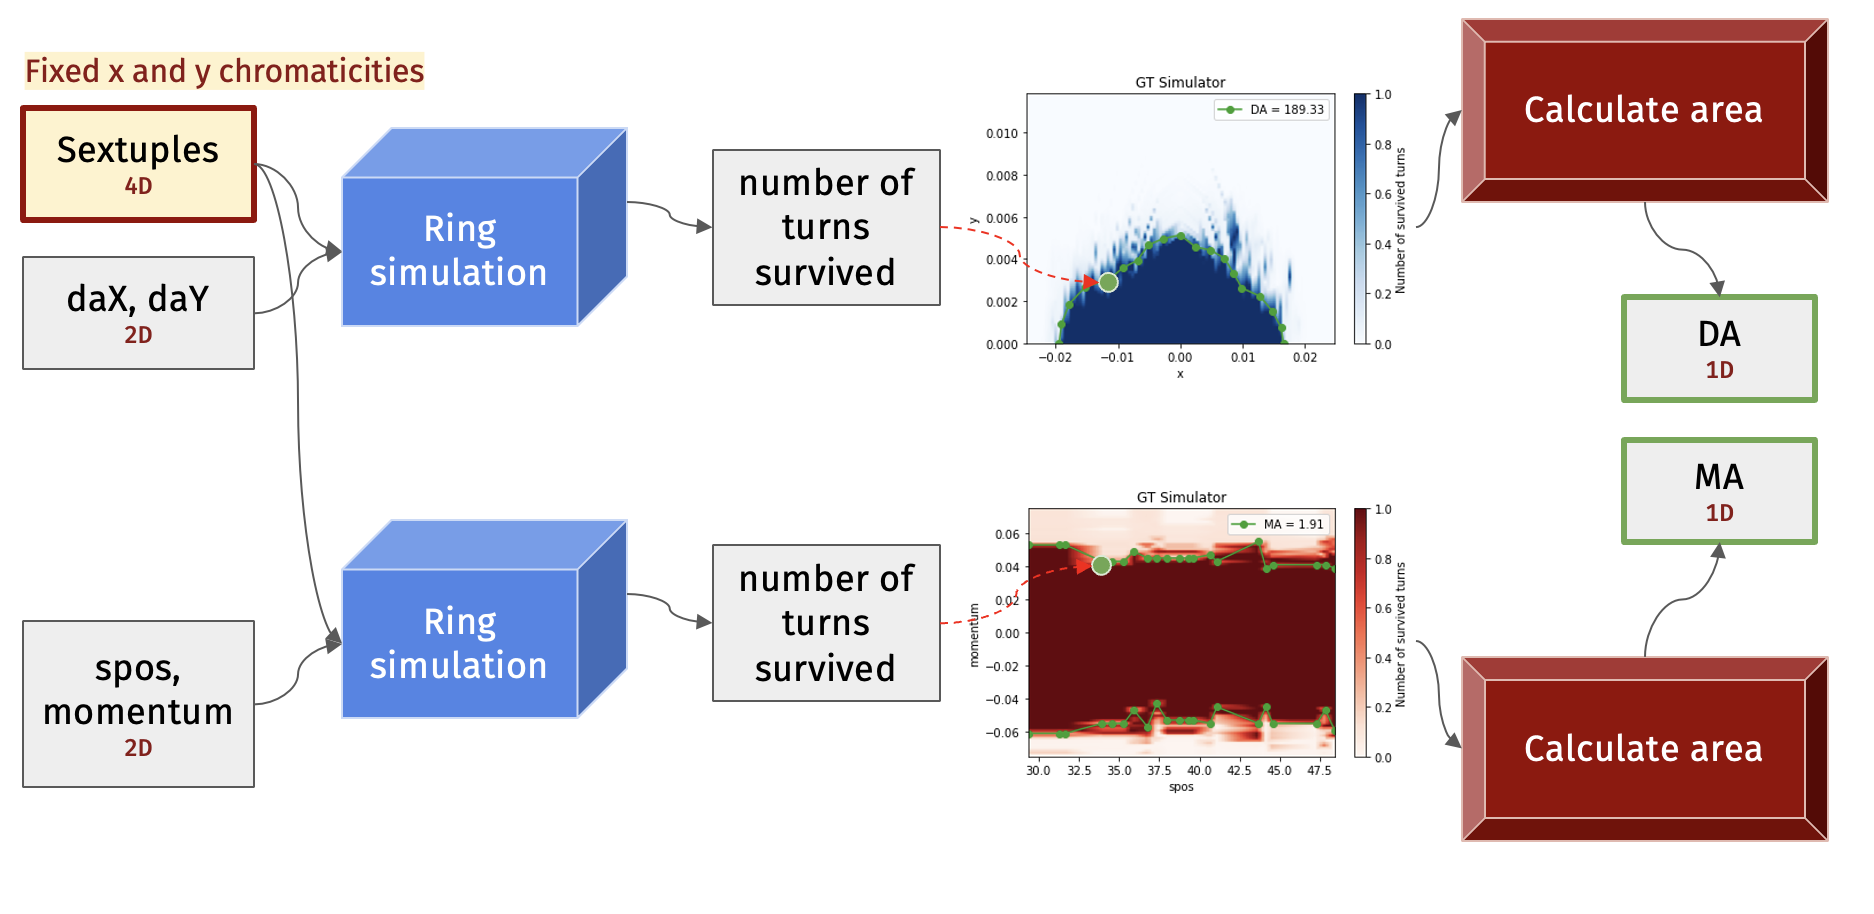 Fixed x and y chromaticities
Sextuples
4D
daX, daY
2D
Ring
simulation
number of
turns
survived
GT Simulator
DA = 189.33
y
0.010
0.008
0.006
0.004
0.002
0.000
−0.02
−0.01
0.00
0.01
0.02
x
1.0
0.8
0.6
0.4
0.2
0.0
Number of survived turns
Calculate area
DA
1D
spos,
momentum
2D
Ring
simulation
number of
turns
survived
GT Simulator
MA = 1.91
momentum
0.06
0.04
0.02
0.00
−0.02
−0.04
−0.06
30.0
32.5
35.0
37.5
40.0
42.5
45.0
47.5
spos
1.0
0.8
0.6
0.4
0.2
0.0
Number of survived turns
MA
1D
Calculate area